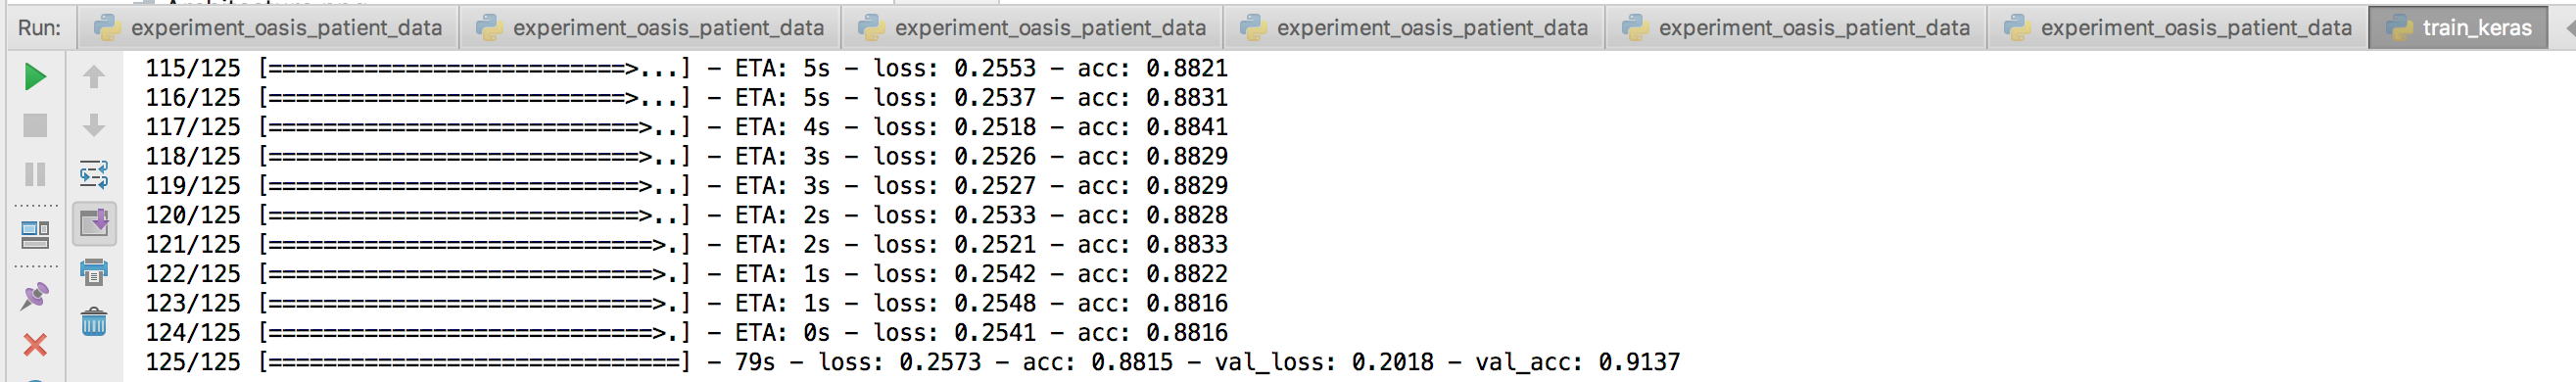 Architecture.png
Run: experiment_oasis_patient_data experiment_oasis_patient_data experiment_oasis_patient_data experiment_oasis_patient_data experiment_oasis_patient_data experiment_oasis_patient_data train_keras
115/125 [==========================>...] - ETA: 5s - loss: 0.2553 - acc: 0.8821
116/125 [==========================>...] - ETA: 5s - loss: 0.2537 - acc: 0.8831
117/125 [===========================>..] - ETA: 4s - loss: 0.2518 - acc: 0.8841
118/125 [===========================>..] - ETA: 3s - loss: 0.2526 - acc: 0.8829
119/125 [===========================>..] - ETA: 3s - loss: 0.2527 - acc: 0.8829
120/125 [===========================>..] - ETA: 2s - loss: 0.2533 - acc: 0.8828
121/125 [============================>.] - ETA: 2s - loss: 0.2521 - acc: 0.8833
122/125 [============================>.] - ETA: 1s - loss: 0.2542 - acc: 0.8822
123/125 [============================>.] - ETA: 1s - loss: 0.2548 - acc: 0.8816
124/125 [============================>.] - ETA: 0s - loss: 0.2541 - acc: 0.8816
125/125 [==============================] - 79s - loss: 0.2573 - acc: 0.8815 - val_loss: 0.2018 - val_acc: 0.9137